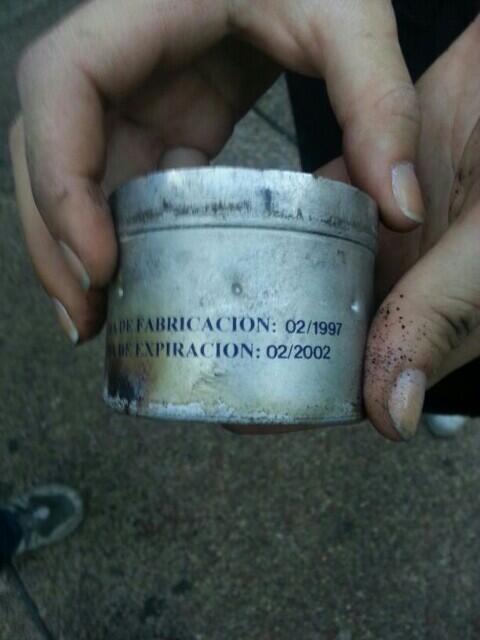 DE FABRICACION: 02/1997
DE EXPIRACION: 02/2002